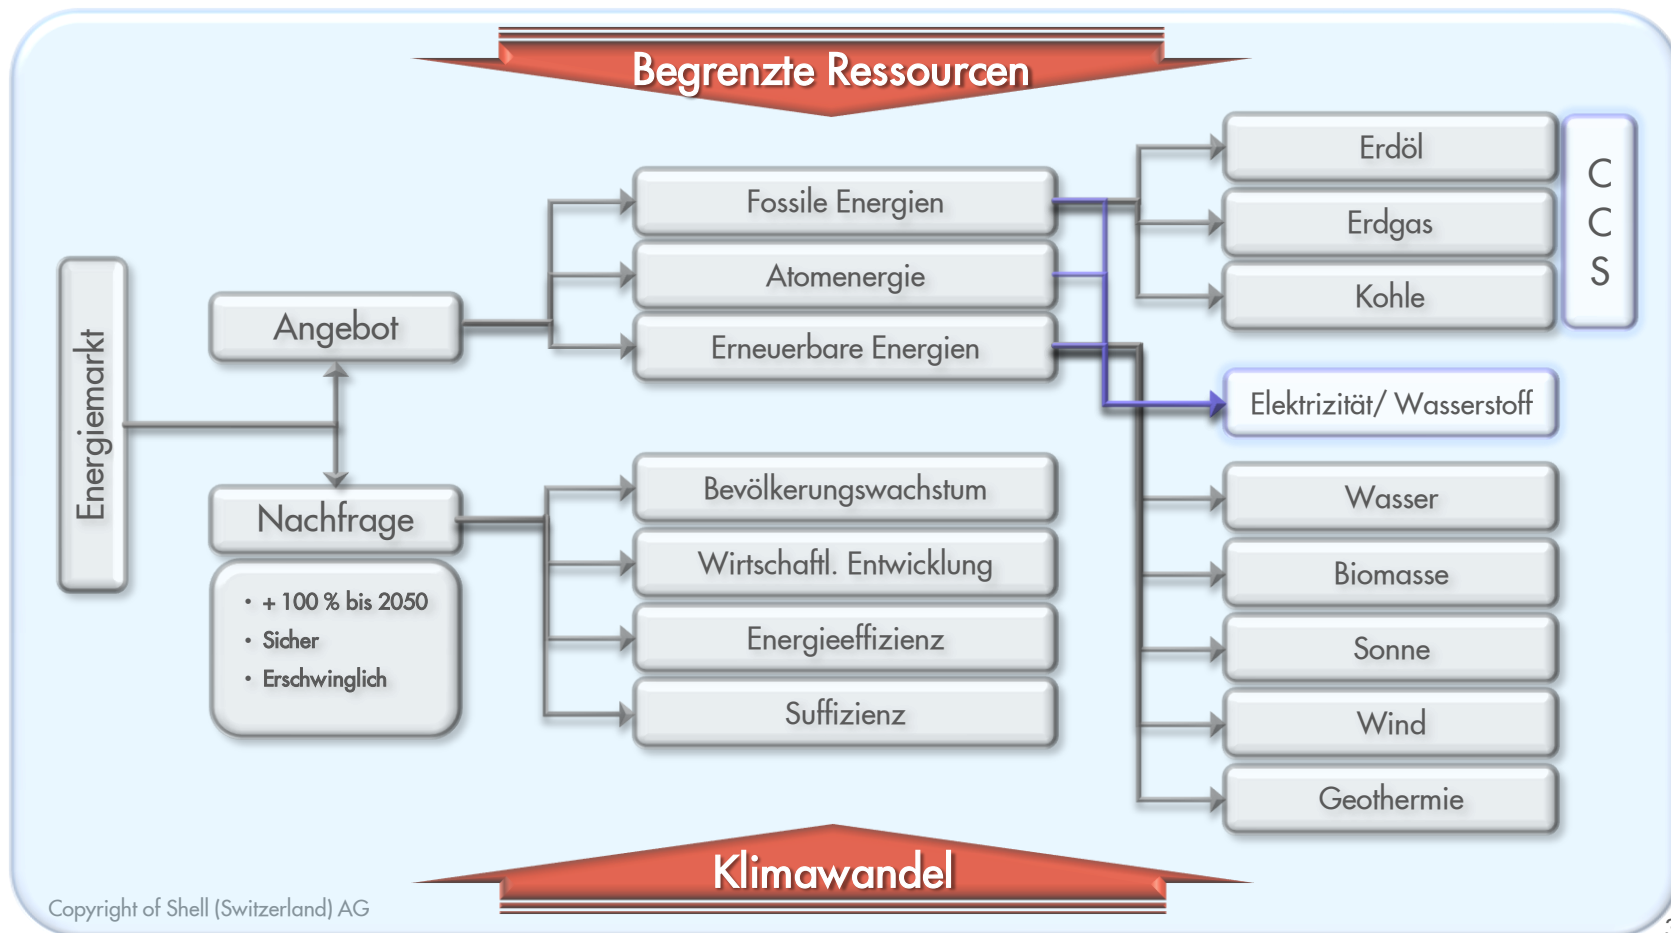 Begrenzte Ressourcen
Energiemarkt
Angebot
Nachfrage
• + 100 % bis 2050
• Sicher
• Erschwinglich
Fossile Energien
Atomenergie
Erneuerbare Energien
Bevölkerungswachstum
Wirtschaftl. Entwicklung
Energieeffizienz
Suffizienz
Erdöl
Erdgas
Kohle
C
C
S
Elektrizität/ Wasserstoff
Wasser
Biomasse
Sonne
Wind
Geothermie
Klimawandel
Copyright of Shell (Switzerland) AG